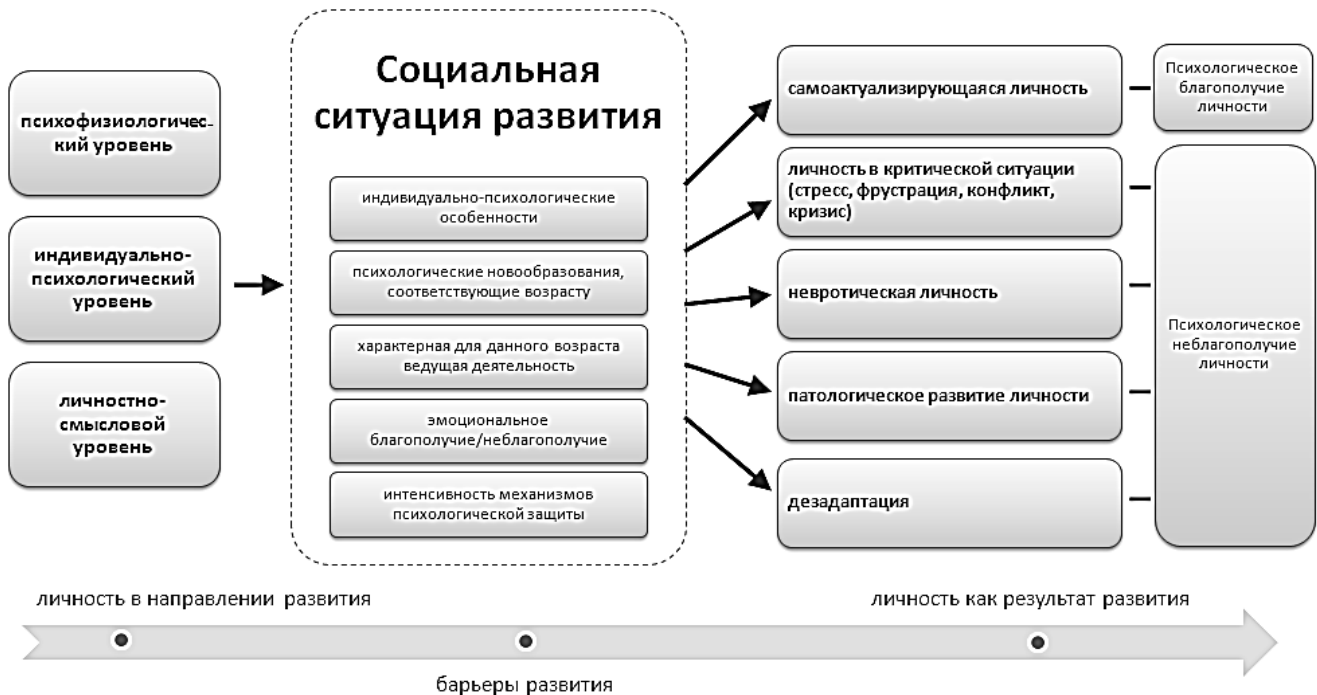 психофизиологичес-
кий уровень
индивидуально-
психологический
уровень
личностно-
смысловой
уровень
Социальная
ситуация развития
индивидуально-психологические
особенности
психологические новообразования,
соответствующие возрасту
характерная для данного возраста
ведущая деятельность
эмоциональное
благополучие/неблагополучие
интенсивность механизмов
психологической защиты
самоактуализирующаяся личность
личность в критической ситуации
(стресс, фрустрация, конфликт,
кризис)
невротическая личность
патологическое развитие личности
дезадаптация
Психологическое
благополучие
личности
Психологическое
неблагополучие
личности
личность в направлении развития
личность как результат развития
барьеры развития